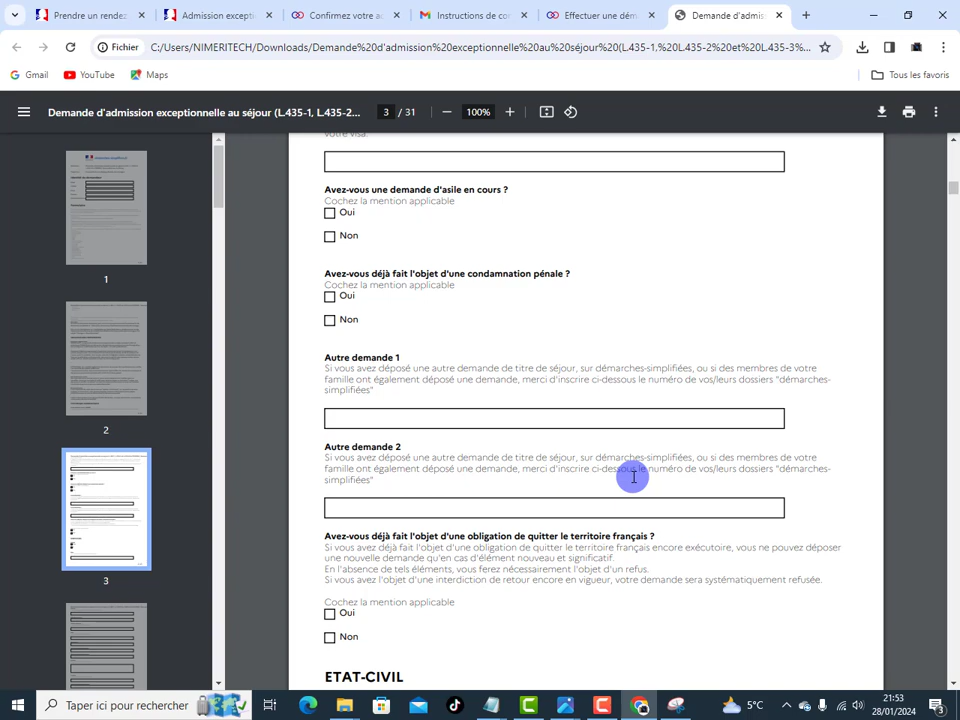 Prendre un rendez
Admission excepti
Confirmez votre ac
Instructions de con
Effectuer une dém
Demande d'admis
Fichier
C:/Users/NIMERITECH/Downloads/Demande%20d'admission%20exceptionnelle%20au%20séjour%20(L.435-1,%20L.435-2%20et%20L.435-3%...
Gmail
YouTube
Maps
Tous les favoris
Demande d'admission exceptionnelle au séjour (L.435-1, L.435-2...
3 / 31
100%
votre visa.
Avez-vous une demande d'asile en cours ?
Cochez la mention applicable
Oui
Non
Avez-vous déjà fait l'objet d'une condamnation pénale ?
Cochez la mention applicable
Oui
Non
Autre demande 1
Si vous avez déposé une autre demande de titre de séjour, sur démarches-simplifiées, ou si des membres de votre
famille ont également déposé une demande, merci d'inscrire ci-dessous le numéro de vos/leurs dossiers "démarches-
simplifiées"
Autre demande 2
Si vous avez déposé une autre demande de titre de séjour, sur démarches-simplifiées, ou si des membres de votre
famille ont également déposé une demande, merci d'inscrire ci-dessous le numéro de vos/leurs dossiers "démarches-
simplifiées"
Avez-vous déjà fait l'objet d'une obligation de quitter le territoire français ?
Si vous avez déjà fait l'objet d'une obligation de quitter le territoire français encore exécutoire, vous ne pouvez déposer
une nouvelle demande qu'en cas d'élément nouveau et significatif.
En l'absence de tels éléments, vous ferez nécessairement l'objet d'un refus.
Si vous avez l'objet d'une interdiction de retour encore en vigueur, votre demande sera systématiquement refusée.
Cochez la mention applicable
Oui
Non
ETAT-CIVIL
1
2
3
Taper ici pour rechercher
5°C
21:53
28/01/2024
3